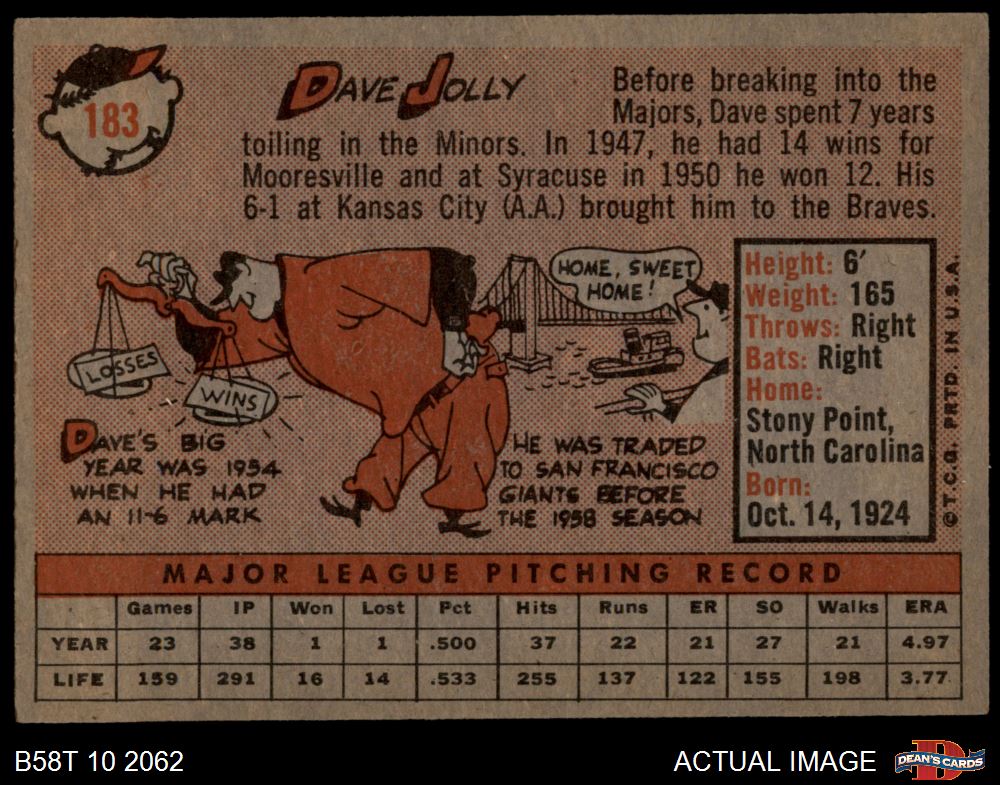 183
DAVE JOLLY
Before breaking into the
Majors, Dave spent 7 years
toiling in the Minors. In 1947, he had 14 wins for
Mooresville and at Syracuse in 1950 he won 12. His
6-1 at Kansas City (A.A.) brought him to the Braves.
LOSSES
WINS
DAVE'S BIG
YEAR WAS 1954
WHEN HE HAD
AN 11-6 MARK
HOME, SWEET
HOME!
HE WAS TRADED
TO SAN FRANCISCO
GIANTS BEFORE
THE 1958 SEASON
Height: 6'
Weight: 165
Throws: Right
Bats: Right
Home:
Stony Point,
North Carolina
Born:
Oct. 14, 1924
© T.C.G. PRTD. IN U.S.A.
MAJOR LEAGUE PITCHING RECORD
Games IP Won Lost Pct Hits Runs ER SO Walks ERA
YEAR 23 38 1 1 .500 37 22 21 27 21 4.97
LIFE 159 291 16 14 .533 255 137 122 155 198 3.77
B58T 10 2062
ACTUAL IMAGE
D
DEAN'S CARDS